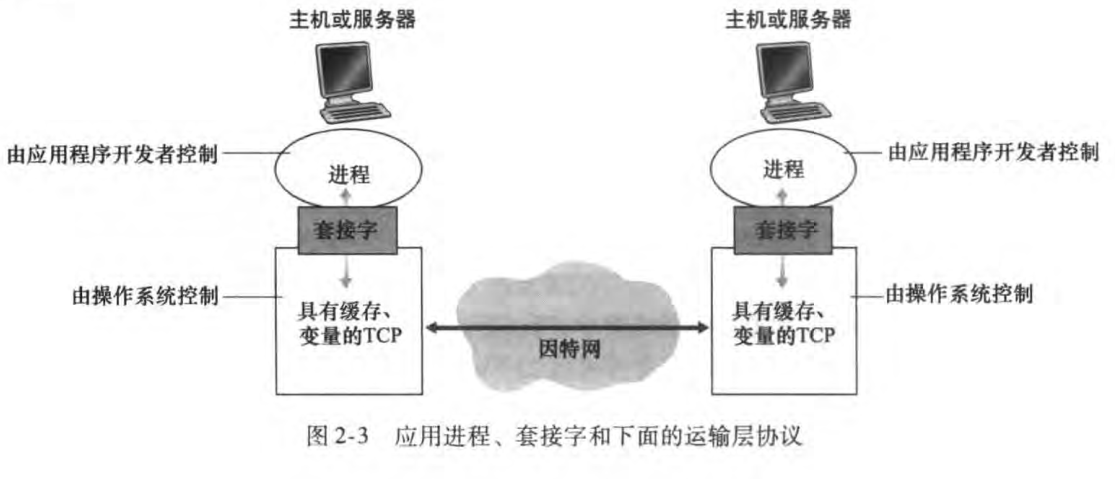 主机或服务器
主机或服务器
由应用程序开发者控制
进程
进程
由应用程序开发者控制
套接字
套接字
由操作系统控制
具有缓存、
变量的TCP
因特网
具有缓存、
变量的TCP
由操作系统控制
图2-3 应用进程、套接字和下面的运输层协议